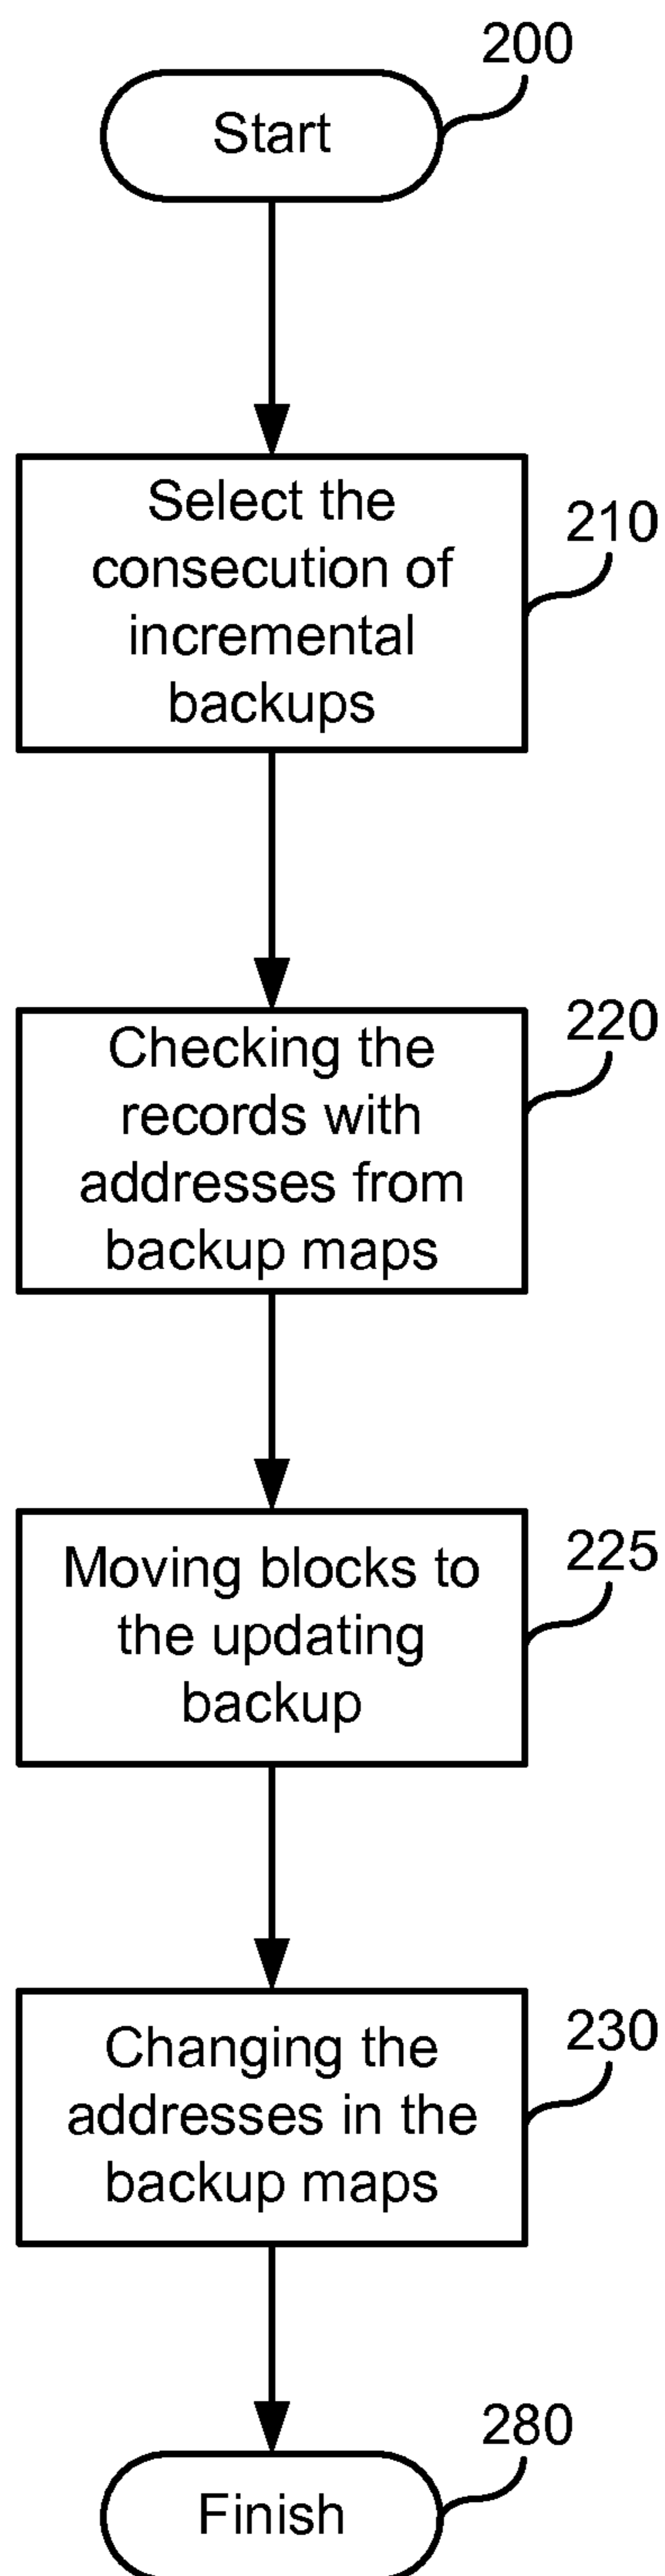 200
Start
Select the
consecution of
incremental
backups
210
Checking the
records with
addresses from
backup maps
220
Moving blocks to
the updating
backup
225
Changing the
addresses in the
backup maps
230
280
Finish